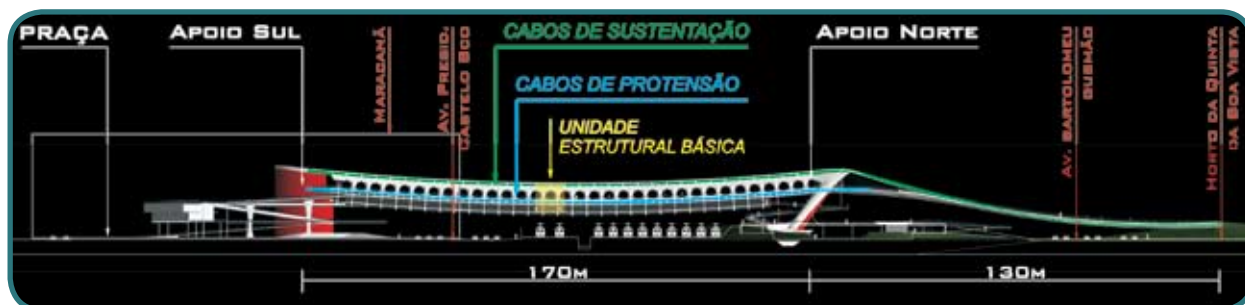 PRAÇA
APOIO SUL
MARACANÃ
AV. PRESID.
CASTELO BCO
CABOS DE SUSTENTAÇÃO
CABOS DE PROTENSÃO
UNIDADE
ESTRUTURAL BÁSICA
APOIO NORTE
AV. BARTOLOMEU
GUSMÃO
HORTO DA QUINTA
DA BOA VISTA
170M
130M